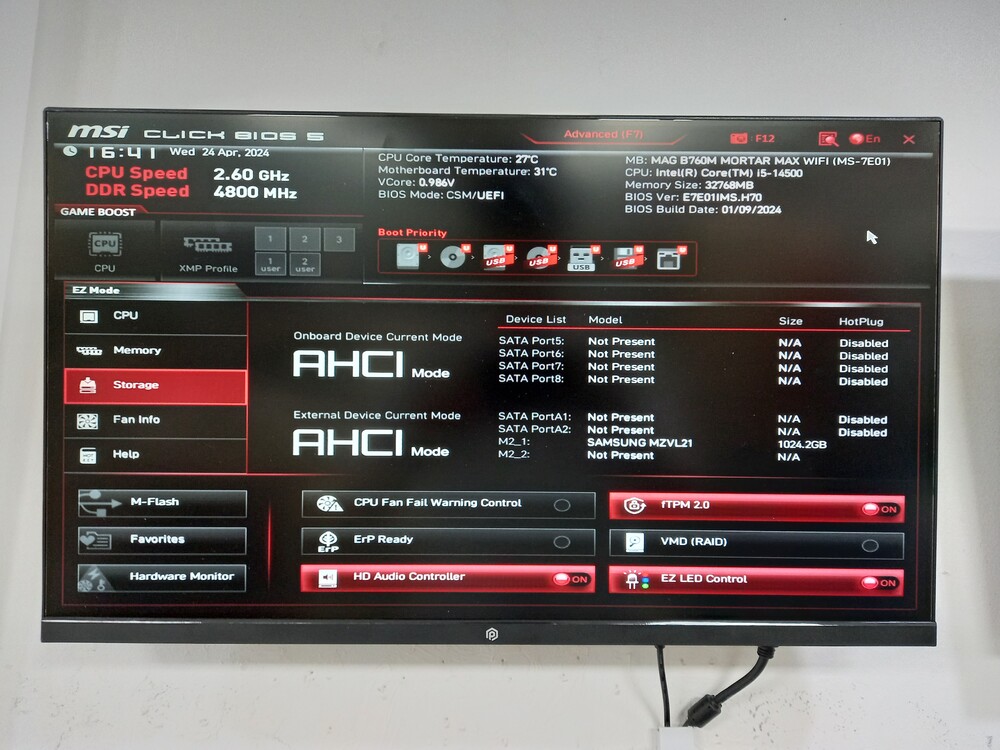 msi CLICK BIOS 5
Advanced (F7)
: F12
En
16:41 Wed 24 Apr, 2024
CPU Speed 2.60 GHz
DDR Speed 4800 MHz
CPU Core Temperature: 27°C
Motherboard Temperature: 31°C
VCore: 0.986V
BIOS Mode: CSM/UEFI
MB: MAG B760M MORTAR MAX WIFI (MS-7E01)
CPU: Intel(R) Core(TM) i5-14500
Memory Size: 32768MB
BIOS Ver: E7E01IMS.H70
BIOS Build Date: 01/09/2024
GAME BOOST
CPU
CPU
XMP Profile
1 2 3
1 user 2 user
Boot Priority
USB USB USB USB
EZ Mode
CPU
Memory
Storage
Fan Info
Help
Onboard Device Current Mode
AHCI Mode
External Device Current Mode
AHCI Mode
Device List Model Size HotPlug
SATA Port5: Not Present N/A Disabled
SATA Port6: Not Present N/A Disabled
SATA Port7: Not Present N/A Disabled
SATA Port8: Not Present N/A Disabled
SATA PortA1: Not Present N/A Disabled
SATA PortA2: Not Present N/A Disabled
M2_1: SAMSUNG MZVL21 1024.2GB
M2_2: Not Present N/A
M-Flash
Favorites
Hardware Monitor
CPU Fan Fail Warning Control
ErP ErP Ready
HD Audio Controller ON
fTPM 2.0 ON
VMD (RAID)
EZ LED Control ON